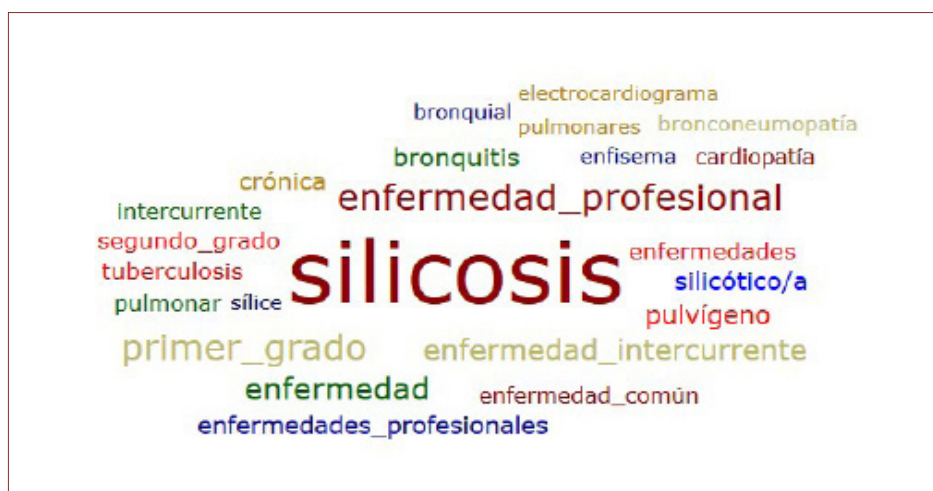 electrocardiograma
bronquial
pulmonares bronconeumopatía
bronquitis enfisema cardiopatía
crónica
enfermedad_profesional
intercurrente
segundo_grado
enfermedades
silicosis
tuberculosis
silicótico/a
pulmonar sílice
pulvígeno
primer_grado enfermedad_intercurrente
enfermedad
enfermedad_común
enfermedades_profesionales